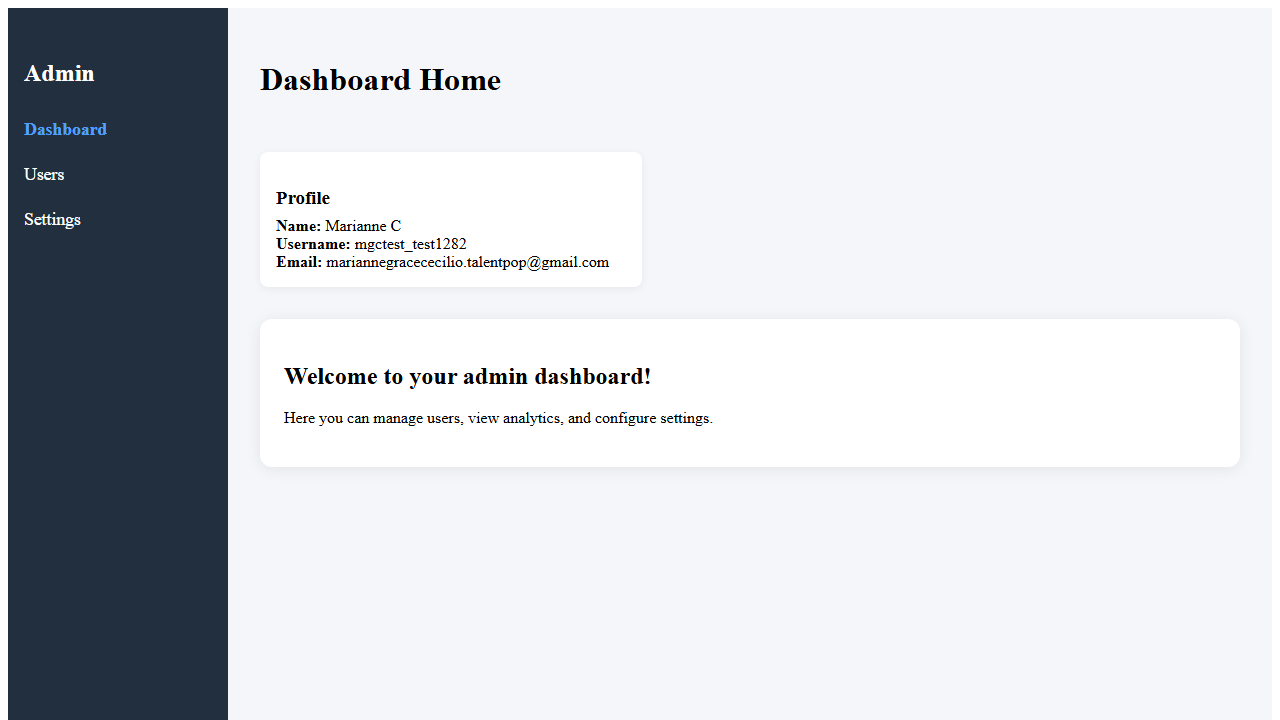 Admin
Dashboard
Users
Settings
Dashboard Home
Profile
Name: Marianne C
Username: mgctest_test1282
Email: mariannegracececilio.talentpop@gmail.com
Welcome to your admin dashboard!
Here you can manage users, view analytics, and configure settings.